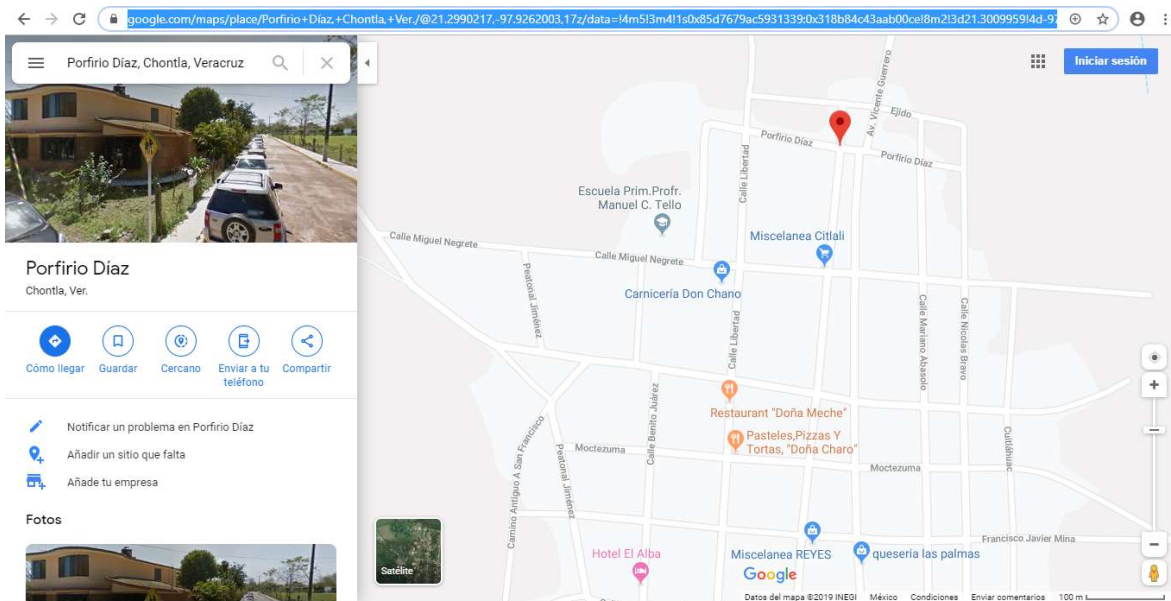 google.com/maps/place/Porfirio+Díaz,+Chontla,+Ver./@21.2990217,-97.9262003,17z/data=!4m5!3m4!1s0x85d7679ac5931339:0x318b84c43aab00ce!8m2!3d21.3009959!4d-97
Porfirio Díaz, Chontla, Veracruz
Iniciar sesión
Porfirio Díaz
Chontla, Ver.
Cómo llegar
Guardar
Cercano
Enviar a tu
teléfono
Compartir
Notificar un problema en Porfirio Díaz
Añadir un sitio que falta
Añade tu empresa
Fotos
Av. Vicente Guerrero
Ejido
Porfirio Díaz
Porfirio Díaz
Calle Libertad
Escuela Prim.Profr.
Manuel C. Tello
Calle Miguel Negrete
Calle Miguel Negrete
Miscelanea Citlali
Carnicería Don Chano
Peatonal Jiménez
Calle Libertad
Calle Mariano Abasolo
Calle Nicolas Bravo
Restaurant "Doña Meche"
Calle Benito Juárez
Pasteles,Pizzas Y
Tortas, "Doña Charo"
Camino Antiguo A San Francisco
Peatonal Jiménez
Moctezuma
Moctezuma
Cuitláhuac
Francisco Javier Mina
Hotel El Alba
Miscelanea REYES
quesería las palmas
Satélite
Google
Datos del mapa ©2019 INEGI
México
Condiciones
Enviar comentarios
100 m